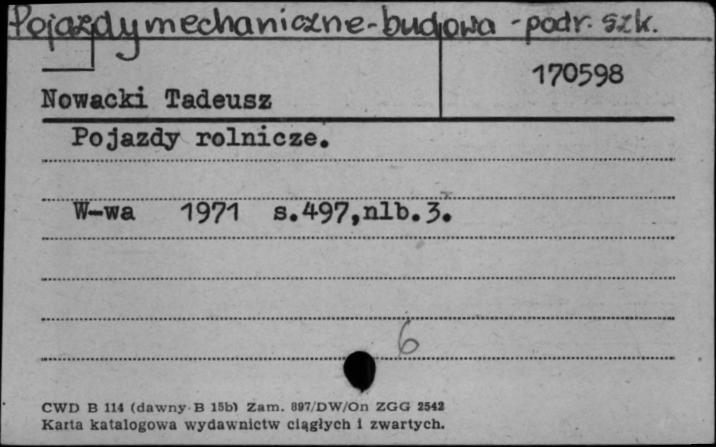 Pojazdy mechaniczne - budowa - podr. szk.
170598
Nowacki Tadeusz
Pojazdy rolnicze.
W-wa 1971 s.497,nlb.3.
6
CWD B 114 (dawny B 15b) Zam. 897/DW/On ZGG 2542
Karta katalogowa wydawnictw ciągłych i zwartych.